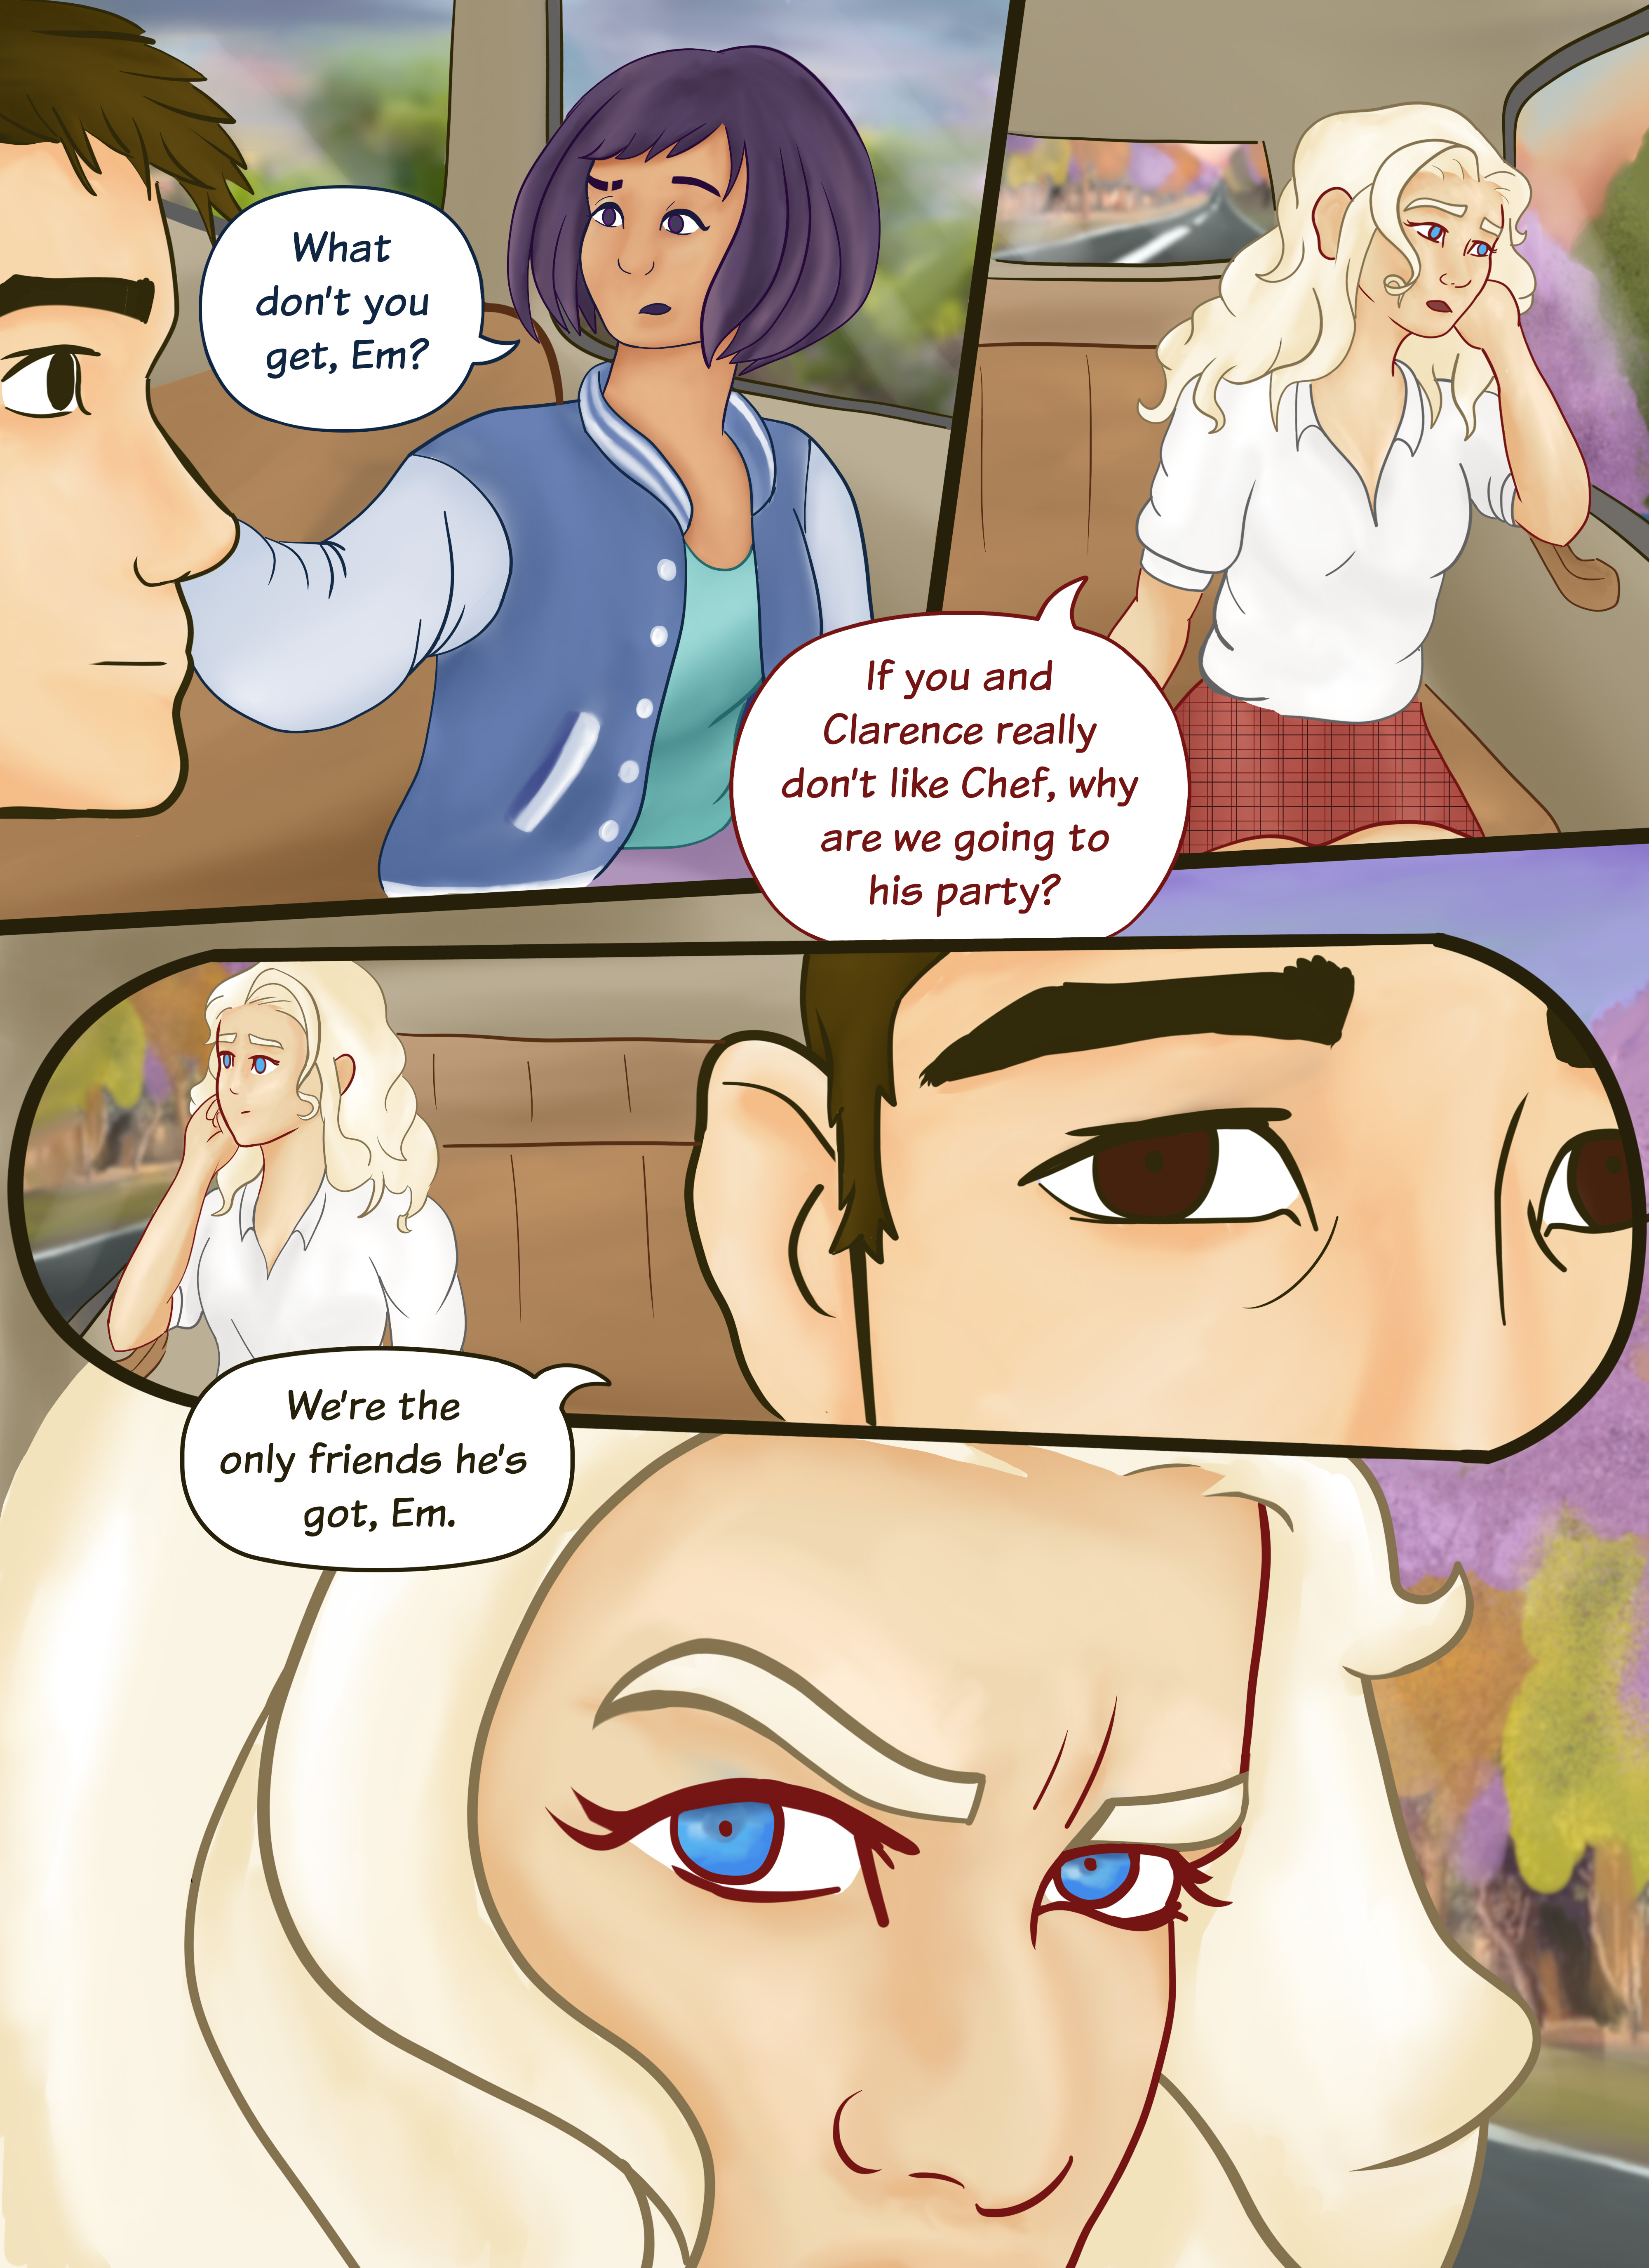 What
don't you
get, Em?
If you and
Clarence really
don't like Chef, why
are we going to
his party?
We're the
only friends he's
got, Em.